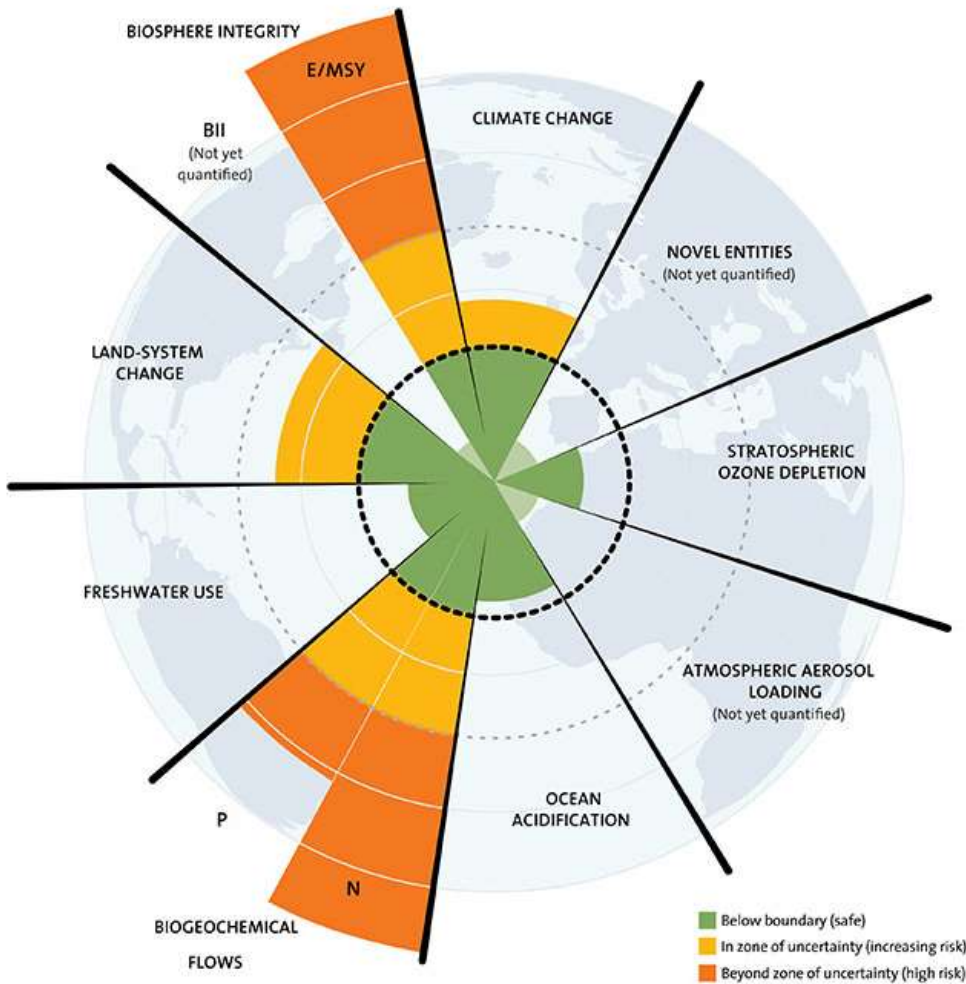 BIOSPHERE INTEGRITY
E/MSY
BII
(Not yet
quantified)
CLIMATE CHANGE
NOVEL ENTITIES
(Not yet quantified)
LAND-SYSTEM
CHANGE
STRATOSPHERIC
OZONE DEPLETION
FRESHWATER USE
ATMOSPHERIC AEROSOL
LOADING
(Not yet quantified)
OCEAN
ACIDIFICATION
P
N
BIOGEOCHEMICAL
FLOWS
Below boundary (safe)
In zone of uncertainty (increasing risk)
Beyond zone of uncertainty (high risk)